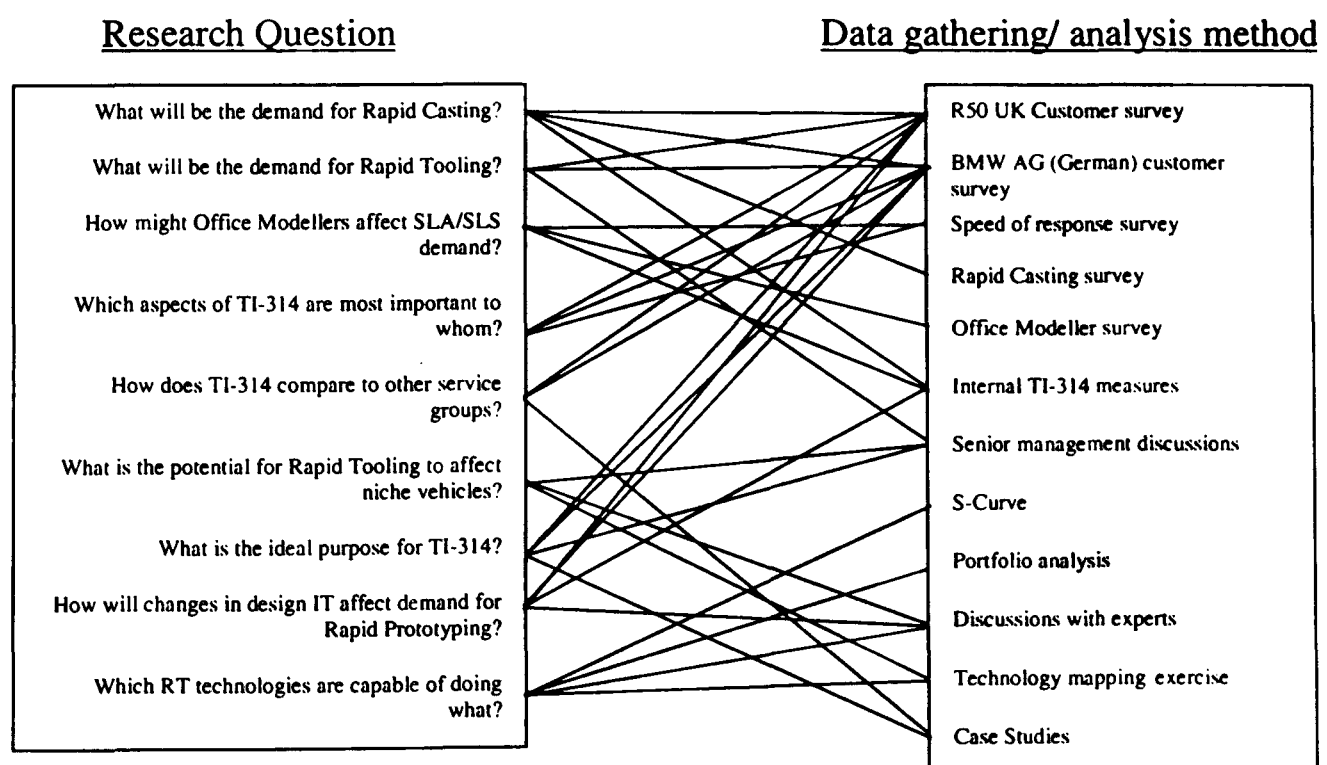 Research Question
Data gathering/ analysis method
What will be the demand for Rapid Casting?
What will be the demand for Rapid Tooling?
How might Office Modellers affect SLA/SLS
demand?
Which aspects of TI-314 are most important to
whom?
How does TI-314 compare to other service
groups?
What is the potential for Rapid Tooling to affect
niche vehicles?
What is the ideal purpose for TI-314?
How will changes in design IT affect demand for
Rapid Prototyping?
Which RT technologies are capable of doing
what?
R50 UK Customer survey
BMW AG (German) customer
survey
Speed of response survey
Rapid Casting survey
Office Modeller survey
Internal TI-314 measures
Senior management discussions
S-Curve
Portfolio analysis
Discussions with experts
Technology mapping exercise
Case Studies